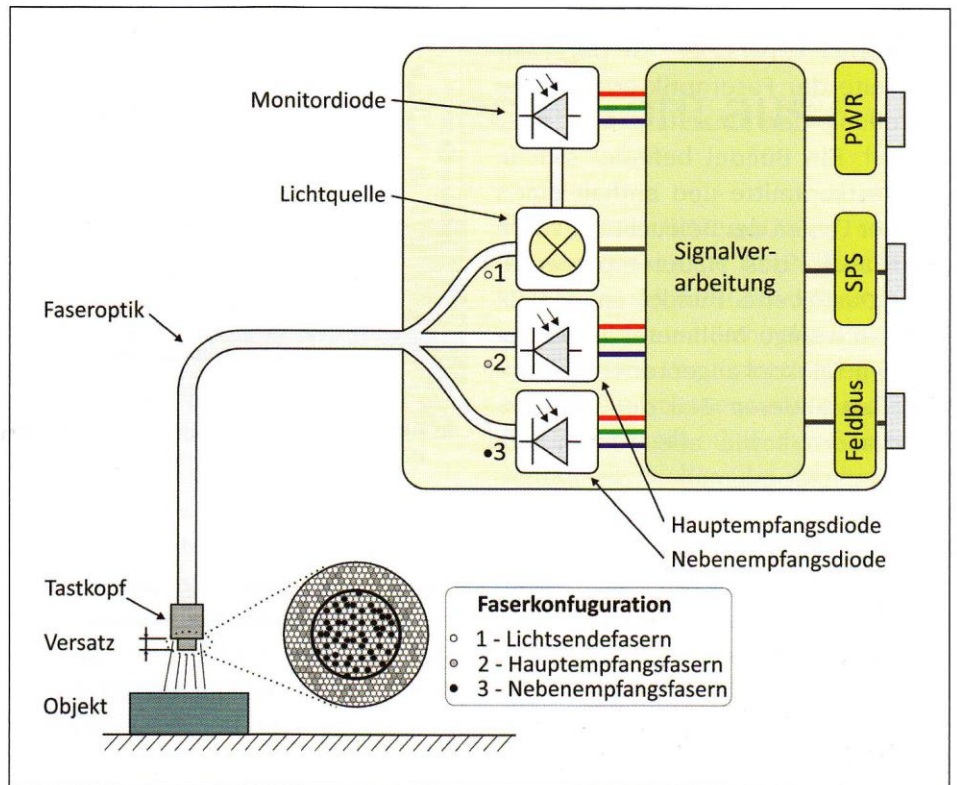 Monitordiode
Lichtquelle
Faseroptik
1
2
3
Signalver-
arbeitung
PWR
SPS
Feldbus
Hauptempfangsdiode
Nebenempfangsdiode
Tastkopf
Versatz
Objekt
Faserkonfuguration
1 - Lichtsendefasern
2 - Hauptempfangsfasern
3 - Nebenempfangsfasern